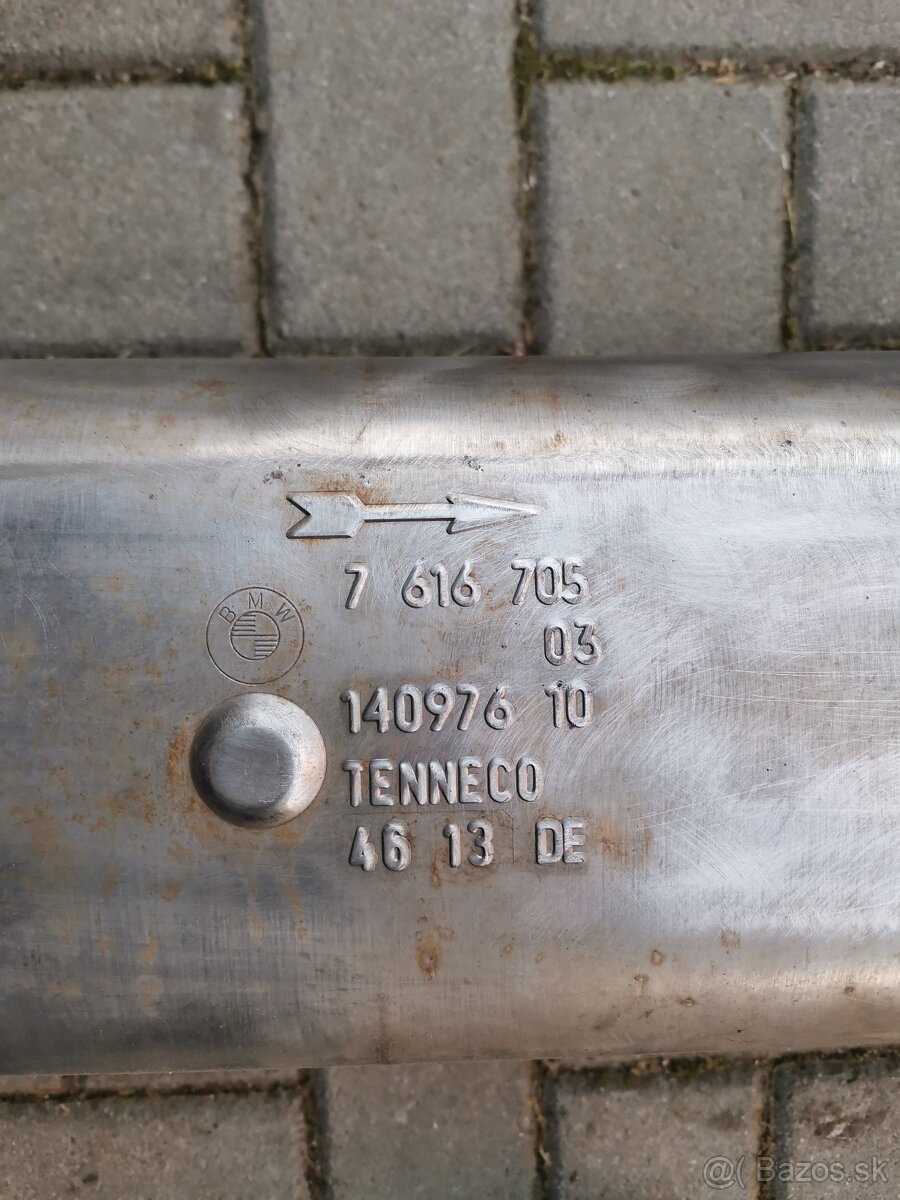 7 616 705
03
BMW
140976 10
TENNECO
46 13 DE
@( Bazos.sk